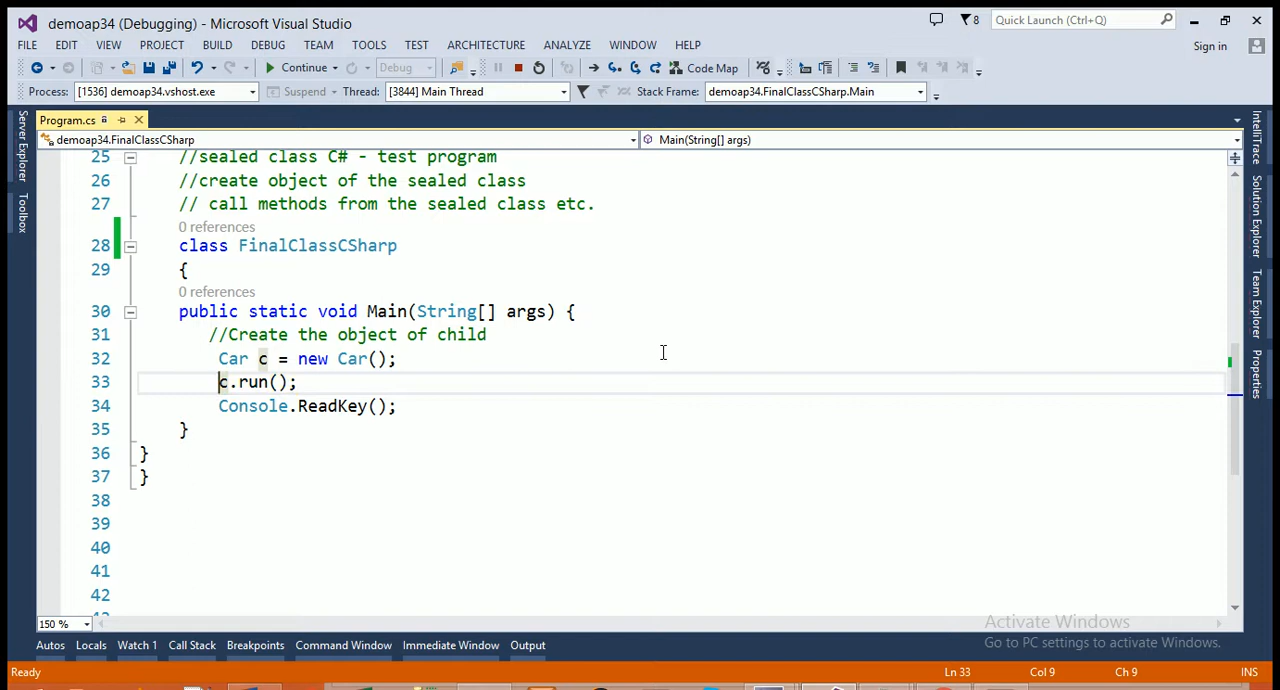 demoap34 (Debugging) - Microsoft Visual Studio
8
Quick Launch (Ctrl+Q)
FILE EDIT VIEW PROJECT BUILD DEBUG TEAM TOOLS TEST ARCHITECTURE ANALYZE WINDOW HELP
Sign in
Continue Debug Code Map
Process: [1536] demoap34.vshost.exe Suspend Thread: [3844] Main Thread Stack Frame: demoap34.FinalClassCSharp.Main
Program.cs
demoap34.FinalClassCSharp Main(String[] args)
Server Explorer
Toolbox
25 //sealed class C# - test program
26 //create object of the sealed class
27 // call methods from the sealed class etc.
0 references
28 class FinalClassCSharp
29 {
0 references
30 public static void Main(String[] args) {
31 //Create the object of child
32 Car c = new Car();
33 c.run();
34 Console.ReadKey();
35 }
36 }
37 }
38
39
40
41
42
IntelliTrace
Solution Explorer
Team Explorer
Properties
Activate Windows
Go to PC settings to activate Windows.
150 %
Autos Locals Watch 1 Call Stack Breakpoints Command Window Immediate Window Output
Ready Ln 33 Col 9 Ch 9 INS